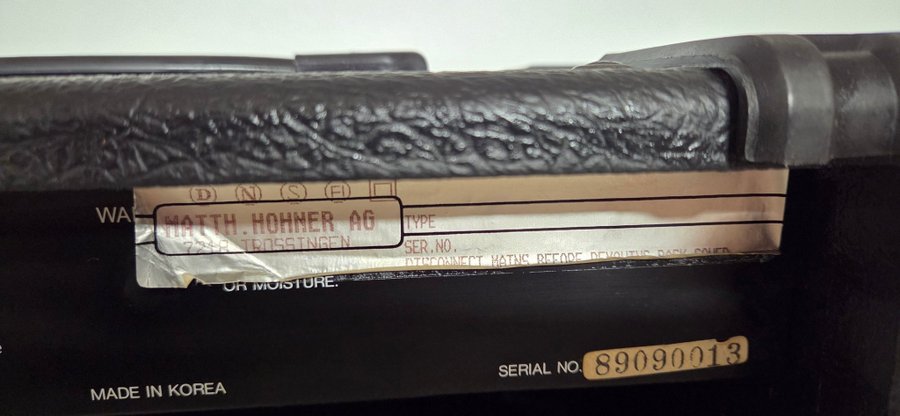 D N S FI
WA
MATTH.HOHNER AG
7218 TROSSINGEN
TYPE
SER.NO.
DISCONNECT MAINS BEFORE REMOVING BACK COVER
OR MOISTURE.
SERIAL NO. 89090013
MADE IN KOREA